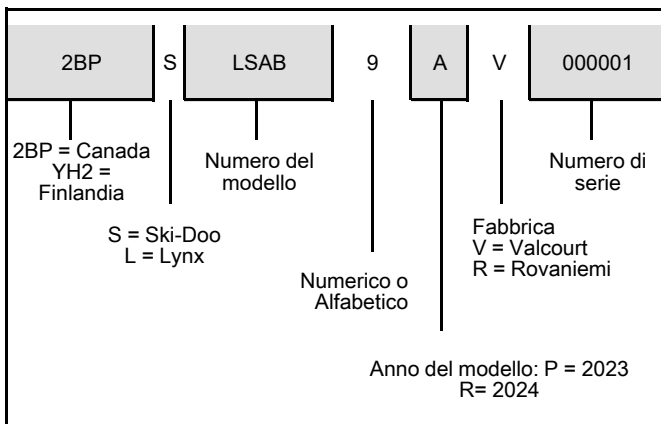 2BP S LSAB 9 A V 000001
2BP = Canada
YH2 =
Finlandia
Numero del
modello
Numero di
serie
S = Ski-Doo
L = Lynx
Fabbrica
V = Valcourt
R = Rovaniemi
Numerico o
Alfabetico
Anno del modello: P = 2023
R= 2024